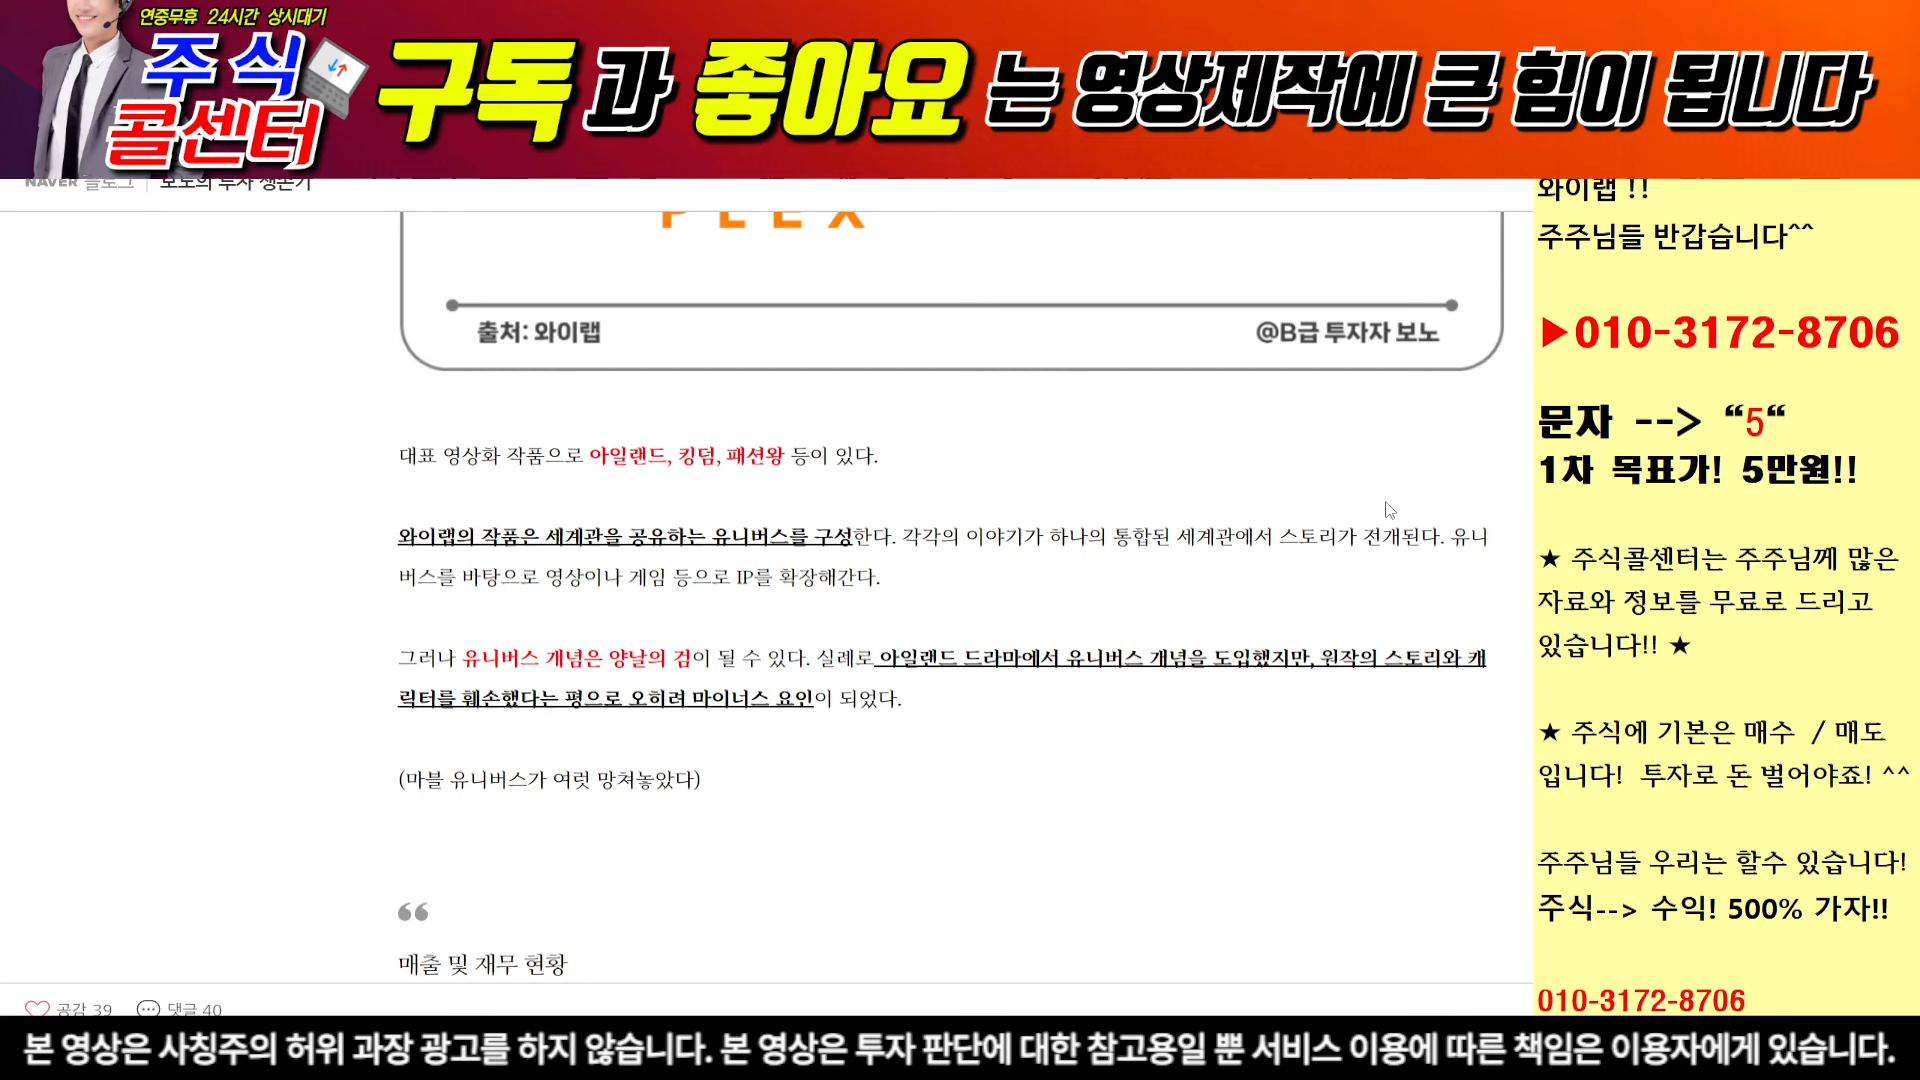 연중무휴 24시간 상시대기
주식
콜센터
구독과 좋아요는 영상제작에 큰 힘이 됩니다
NAVER 블로그 | 보노의 투자 생존기
PLEX
출처: 와이랩
@B급 투자자 보노
대표 영상화 작품으로 아일랜드, 킹덤, 패션왕 등이 있다.
와이랩의 작품은 세계관을 공유하는 유니버스를 구성한다. 각각의 이야기가 하나의 통합된 세계관에서 스토리가 전개된다. 유니
버스를 바탕으로 영상이나 게임 등으로 IP를 확장해간다.
그러나 유니버스 개념은 양날의 검이 될 수 있다. 실례로 아일랜드 드라마에서 유니버스 개념을 도입했지만, 원작의 스토리와 캐
릭터를 훼손했다는 평으로 오히려 마이너스 요인이 되었다.
(마블 유니버스가 여럿 망쳐놓았다)
“
매출 및 재무 현황
공감 39 댓글 40
와이랩 !!
주주님들 반갑습니다^^
▶010-3172-8706
문자 --> “5“
1차 목표가! 5만원!!
★ 주식콜센터는 주주님께 많은
자료와 정보를 무료로 드리고
있습니다!! ★
★ 주식에 기본은 매수 / 매도
입니다! 투자로 돈 벌어야죠! ^^
주주님들 우리는 할수 있습니다!
주식--> 수익! 500% 가자!!
010-3172-8706
본 영상은 사칭주의 허위 과장 광고를 하지 않습니다. 본 영상은 투자 판단에 대한 참고용일 뿐 서비스 이용에 따른 책임은 이용자에게 있습니다.